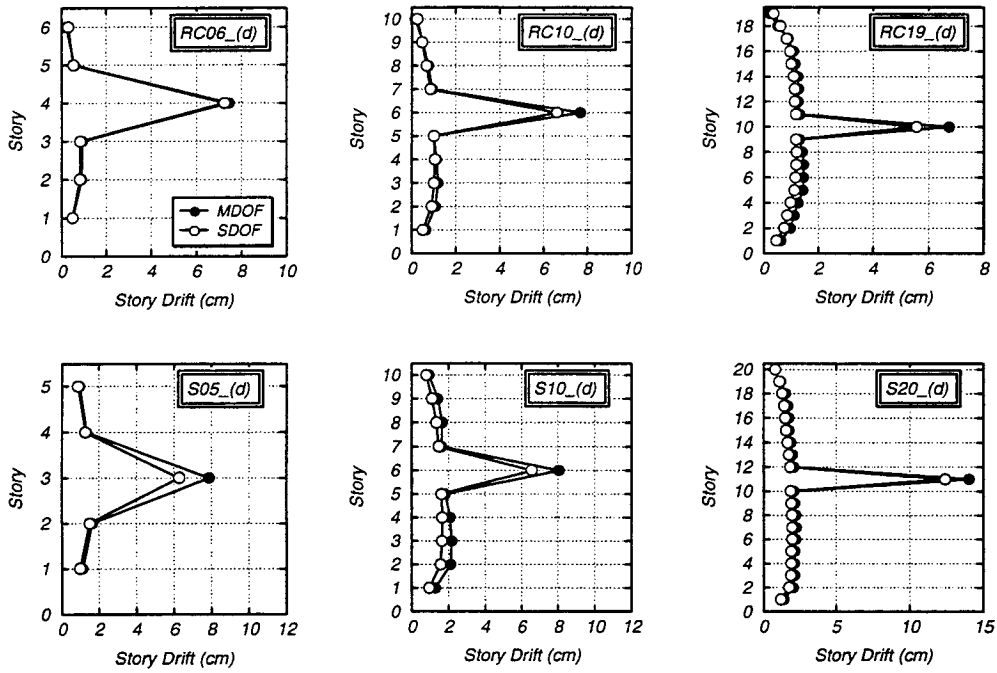 RC06_(d)
Story
6
5
4
3
2
1
0
MDOF
SDOF
0 2 4 6 8 10
Story Drift (cm)
RC10_(d)
Story
10
9
8
7
6
5
4
3
2
1
0
0 2 4 6 8 10
Story Drift (cm)
RC19_(d)
Story
18
16
14
12
10
8
6
4
2
0
0 2 4 6 8
Story Drift (cm)
S05_(d)
Story
5
4
3
2
1
0
0 2 4 6 8 10 12
Story Drift (cm)
S10_(d)
Story
10
9
8
7
6
5
4
3
2
1
0
0 2 4 6 8 10 12
Story Drift (cm)
S20_(d)
Story
20
18
16
14
12
10
8
6
4
2
0
0 5 10 15
Story Drift (cm)